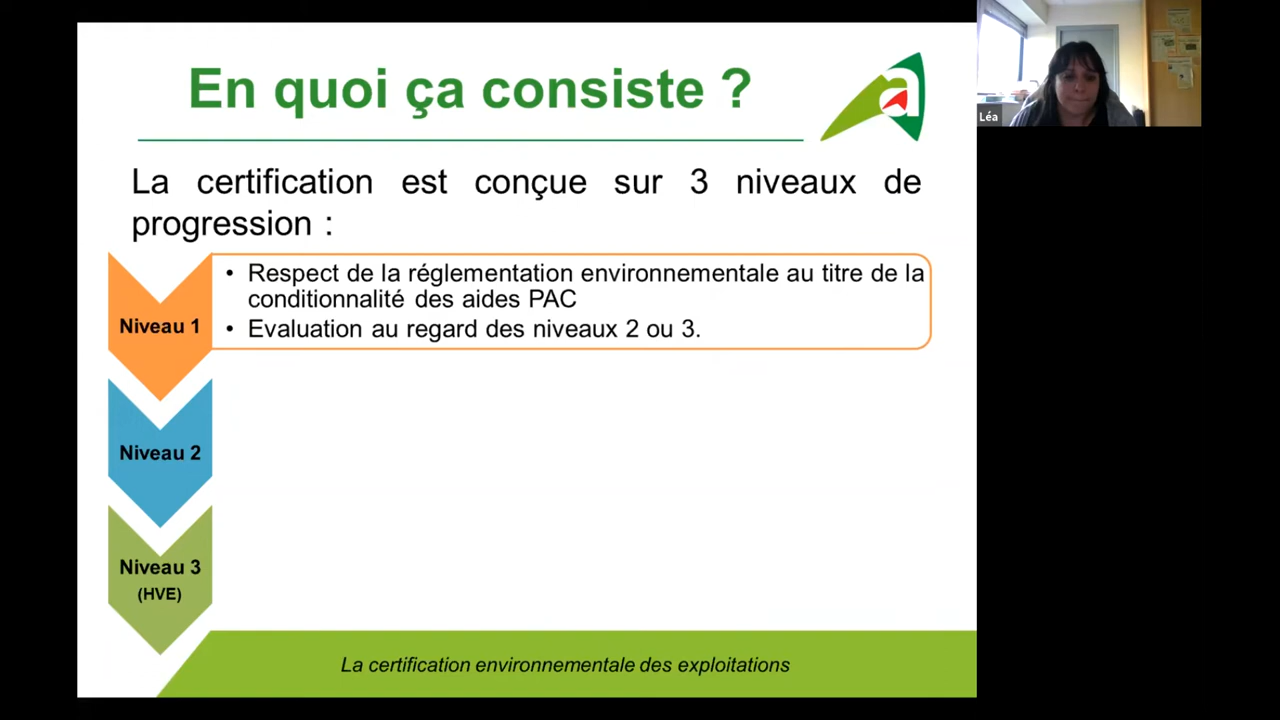 En quoi ça consiste ?
Léa
La certification est conçue sur 3 niveaux de
progression :
Niveau 1
• Respect de la réglementation environnementale au titre de la
conditionnalité des aides PAC
• Evaluation au regard des niveaux 2 ou 3.
Niveau 2
Niveau 3
(HVE)
La certification environnementale des exploitations